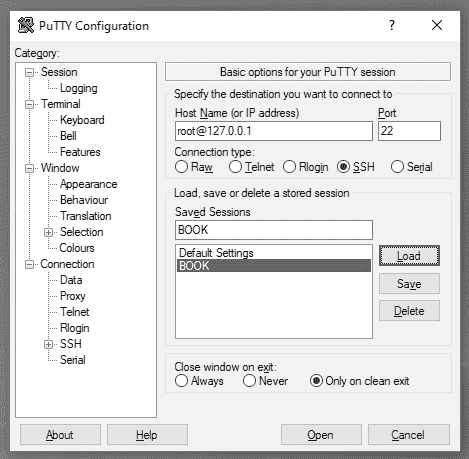 PuTTY Configuration
Category:
Session
Logging
Terminal
Keyboard
Bell
Features
Window
Appearance
Behaviour
Translation
Selection
Colours
Connection
Data
Proxy
Telnet
Rlogin
SSH
Serial
Basic options for your PuTTY session
Specify the destination you want to connect to
Host Name (or IP address) Port
root@127.0.0.1 22
Connection type:
Raw Telnet Rlogin SSH Serial
Load, save or delete a stored session
Saved Sessions
BOOK
Default Settings
BOOK
Load
Save
Delete
Close window on exit:
Always Never Only on clean exit
About Help Open Cancel